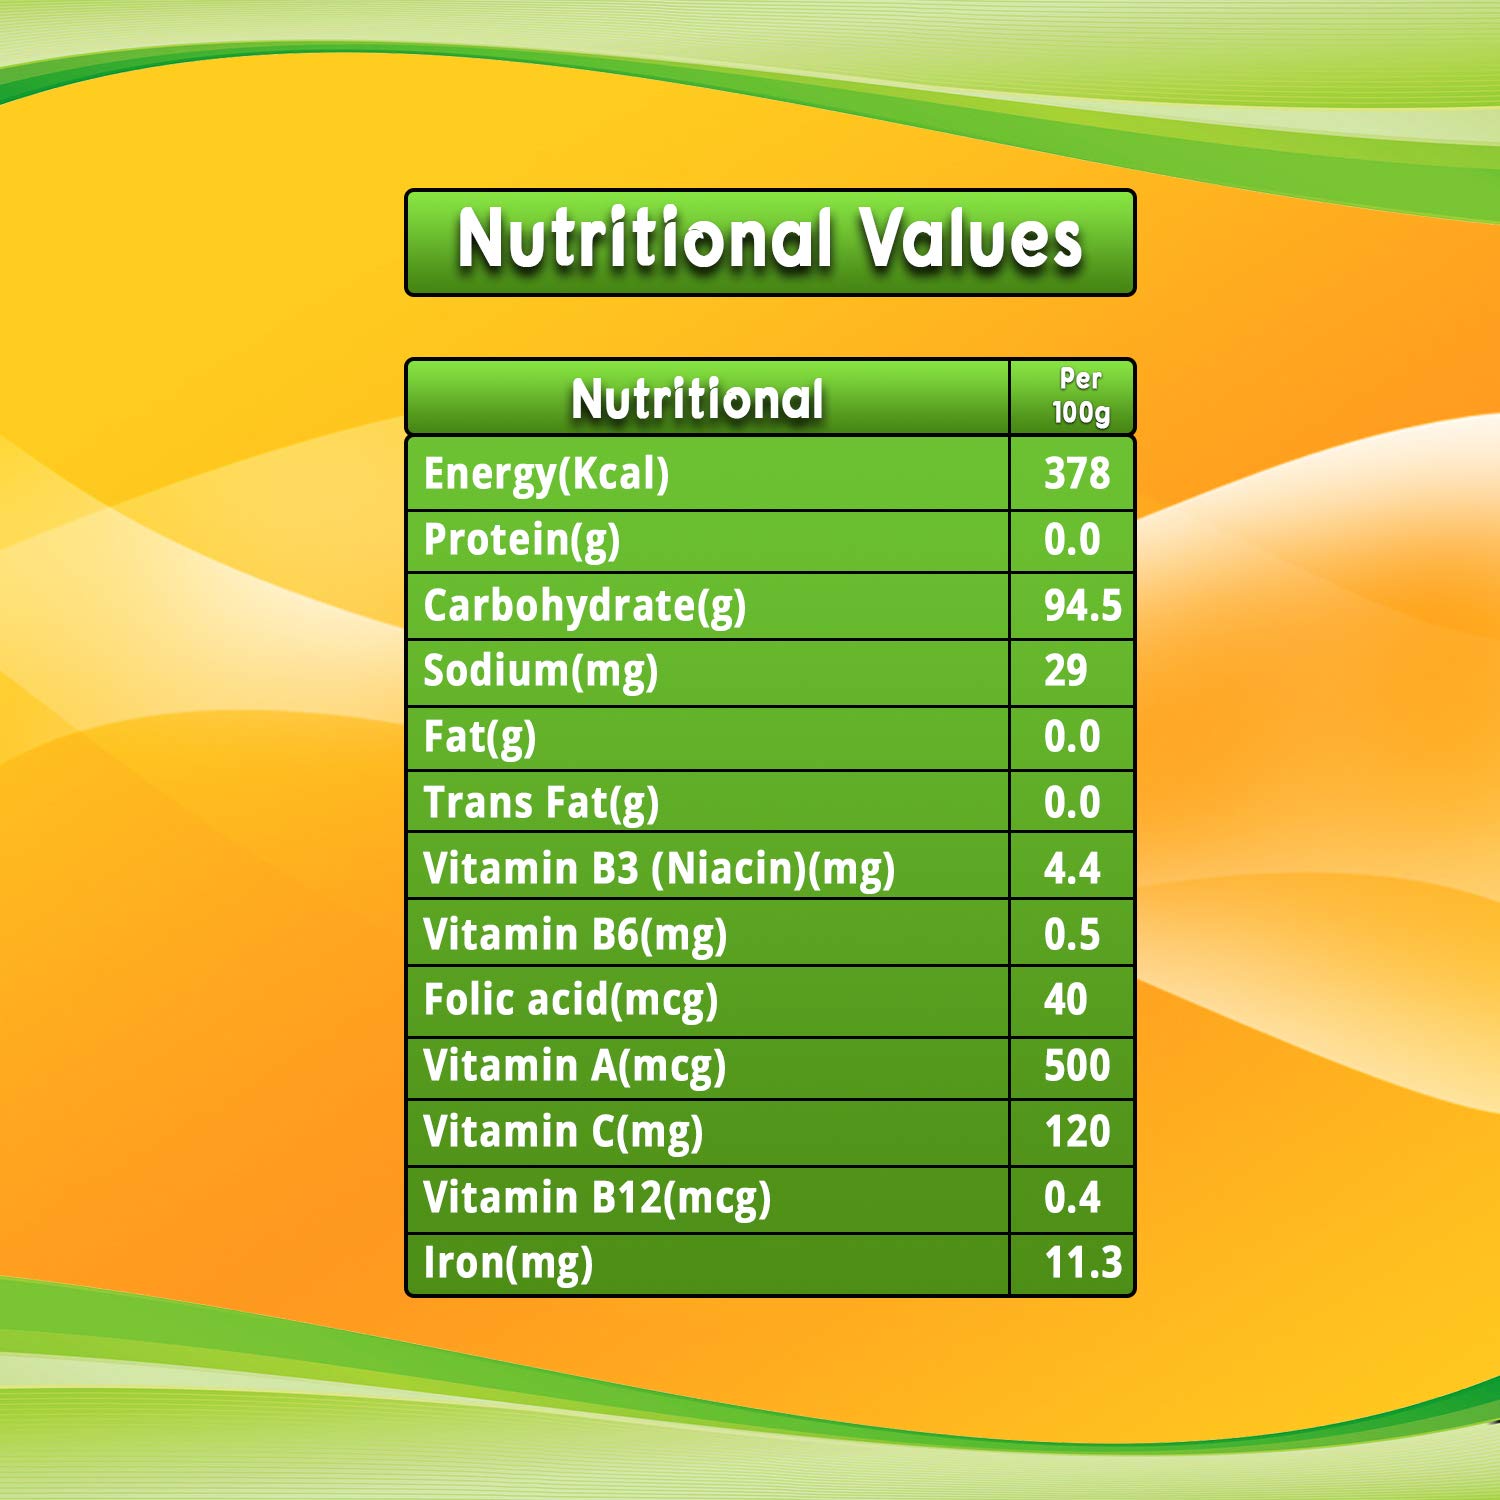 Nutritional Values
Nutritional Per 100g
Energy(Kcal) 378
Protein(g) 0.0
Carbohydrate(g) 94.5
Sodium(mg) 29
Fat(g) 0.0
Trans Fat(g) 0.0
Vitamin B3 (Niacin)(mg) 4.4
Vitamin B6(mg) 0.5
Folic acid(mcg) 40
Vitamin A(mcg) 500
Vitamin C(mg) 120
Vitamin B12(mcg) 0.4
Iron(mg) 11.3